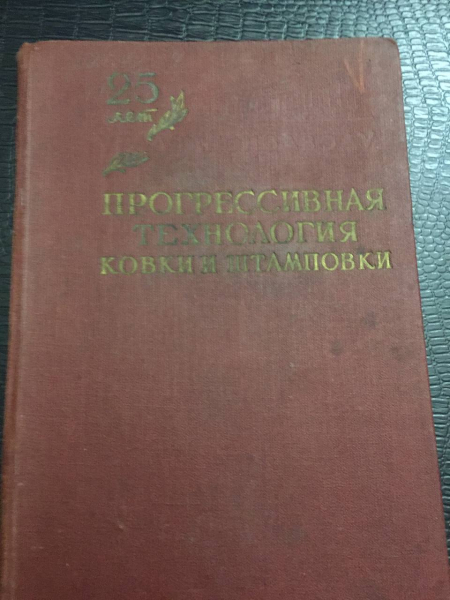 25
лет
ПРОГРЕССИВНАЯ
ТЕХНОЛОГИЯ
КОВКИ И ШТАМПОВКИ